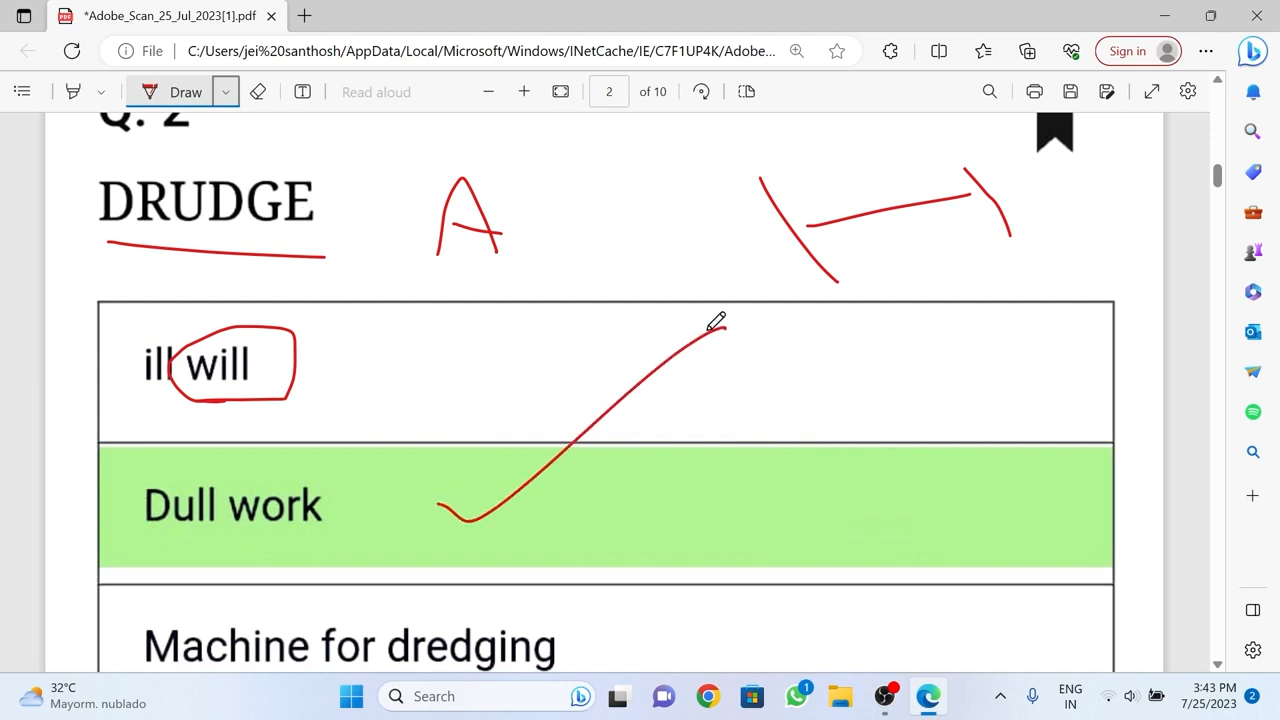 *Adobe_Scan_25_Jul_2023[1].pdf
File C:/Users/jei%20santhosh/AppData/Local/Microsoft/Windows/INetCache/IE/C7F1UP4K/Adobe... Sign in
Draw Read aloud 2 of 10
Q. 2
DRUDGE A H
ill will
Dull work
Machine for dredging
32°C
Mayorm. nublado
Search
1
ENG
IN
3:43 PM
7/25/2023
2